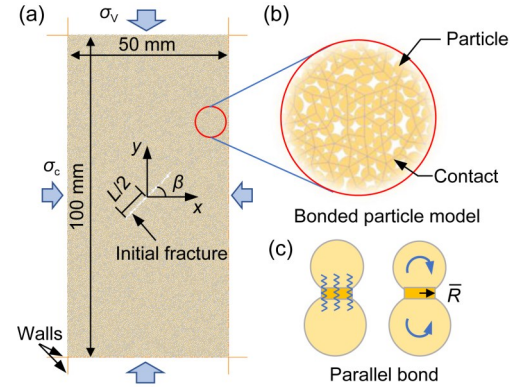 (a)
σV
50 mm
100 mm
σc
y
x
β
L/2
Initial fracture
Walls
(b)
Particle
Contact
Bonded particle model
(c)
R̅
Parallel bond